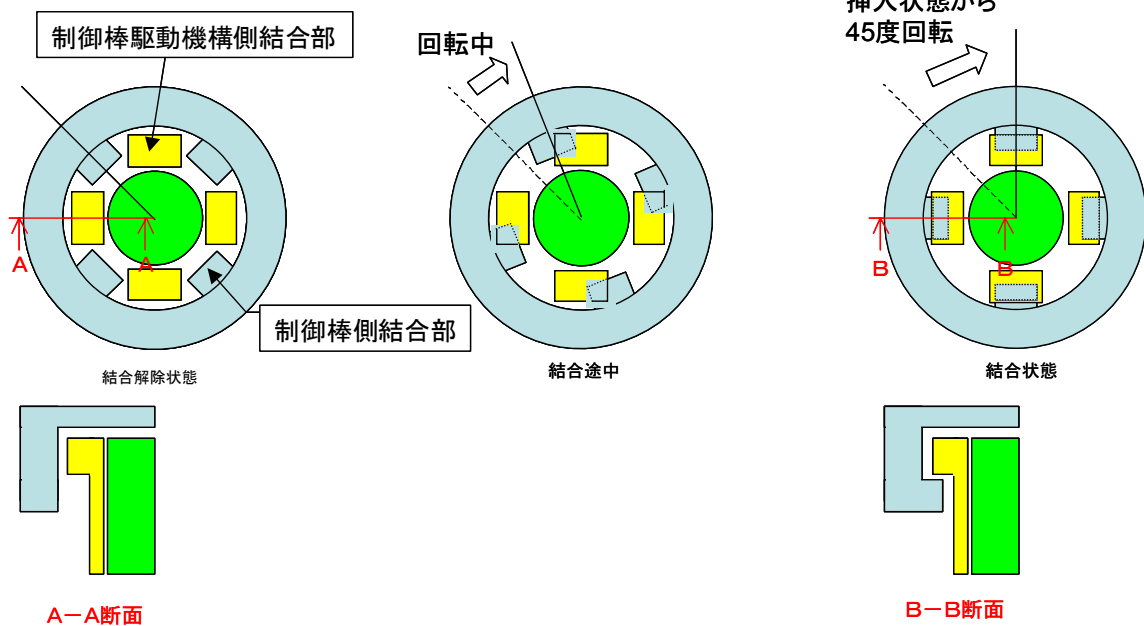 制御棒駆動機構側結合部
回転中
挿入状態から
45度回転
A
A
B
B
制御棒側結合部
結合解除状態
結合途中
結合状態
A－A断面
B－B断面